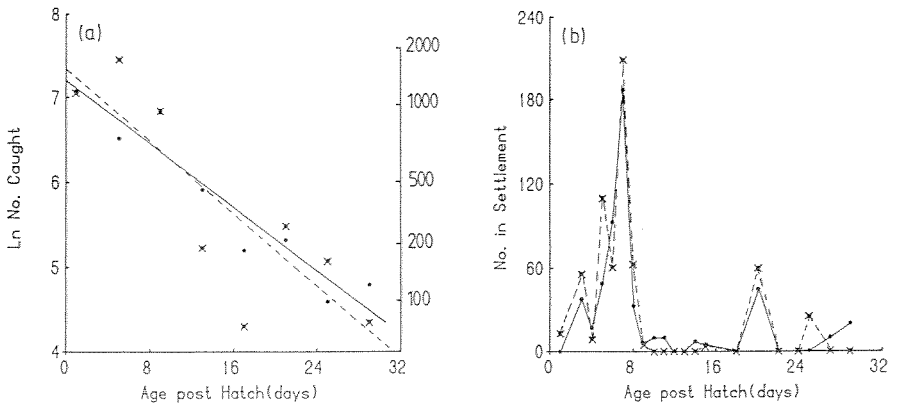 (a)
8
7
6
5
4
Ln No. Caught
2000
1000
500
200
100
0 8 16 24 32
Age post Hatch(days)
(b)
240
180
120
60
0
No. in Settlement
0 8 16 24 32
Age post Hatch(days)